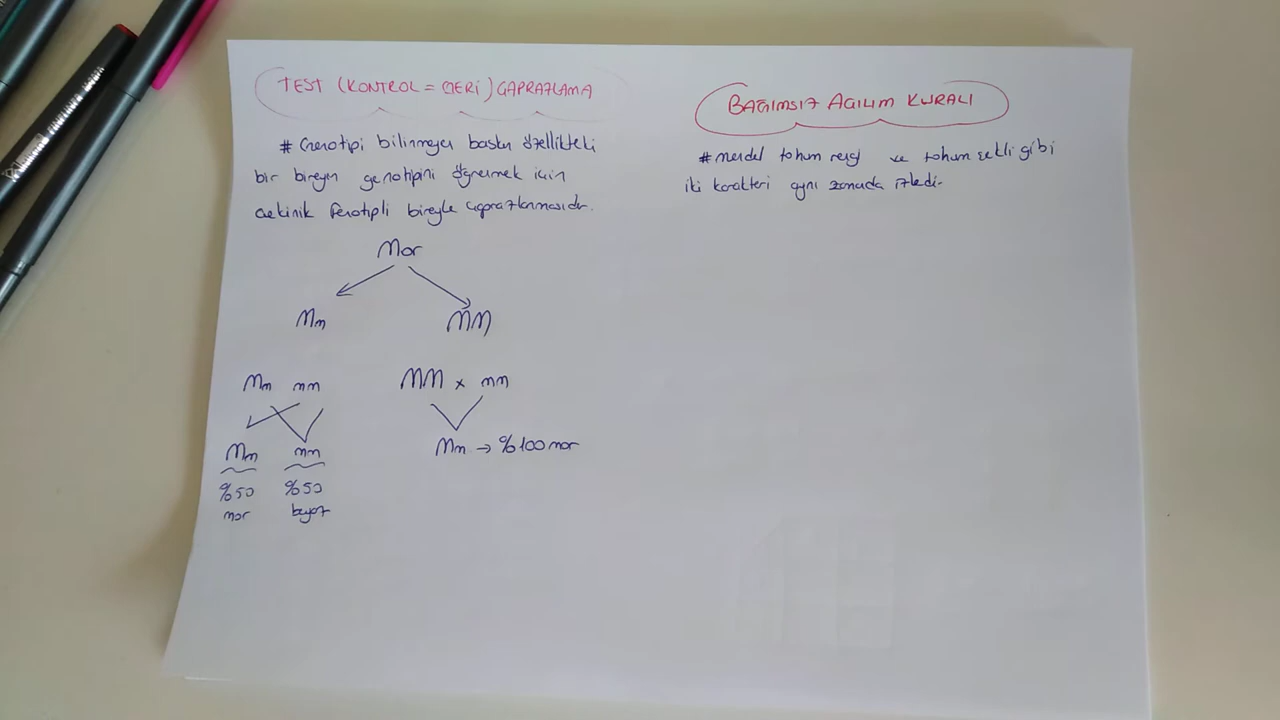 TEST (KONTROL = GERİ) ÇAPRAZLAMA
# Genotipi bilinmeyen baskın özellikteki
bir bireyin genotipini öğrenmek için
çekinik fenotipli bireyle çaprazlanmasıdır.
Mor
Mm MM
Mm mm
Mm mm
%50 %50
mor beyaz
MM x mm
Mm → %100 mor
BAĞIMSIZ AÇILIM KURALI
# mendel tohum rengi ve tohum şekli gibi
iki karakteri aynı zamanda izledi.